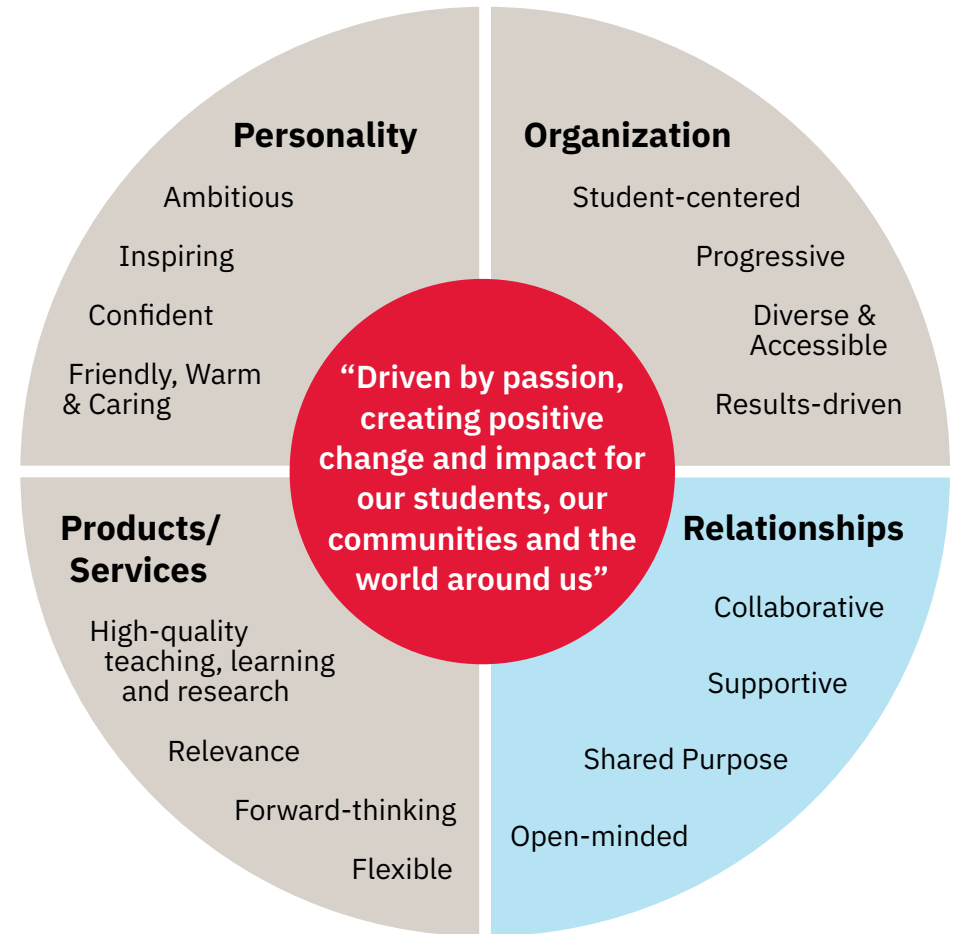 Personality
Ambitious
Inspiring
Confident
Friendly, Warm
& Caring
Organization
Student-centered
Progressive
Diverse &
Accessible
Results-driven
“Driven by passion,
creating positive
change and impact for
our students, our
communities and the
world around us”
Products/
Services
High-quality
teaching, learning
and research
Relevance
Forward-thinking
Flexible
Relationships
Collaborative
Supportive
Shared Purpose
Open-minded